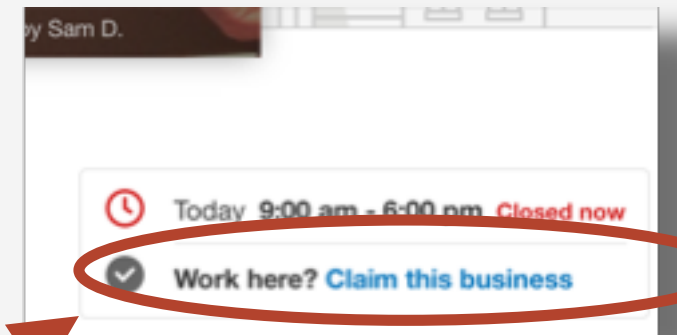 by Sam D.
Today 9:00 am - 6:00 pm Closed now
Work here? Claim this business